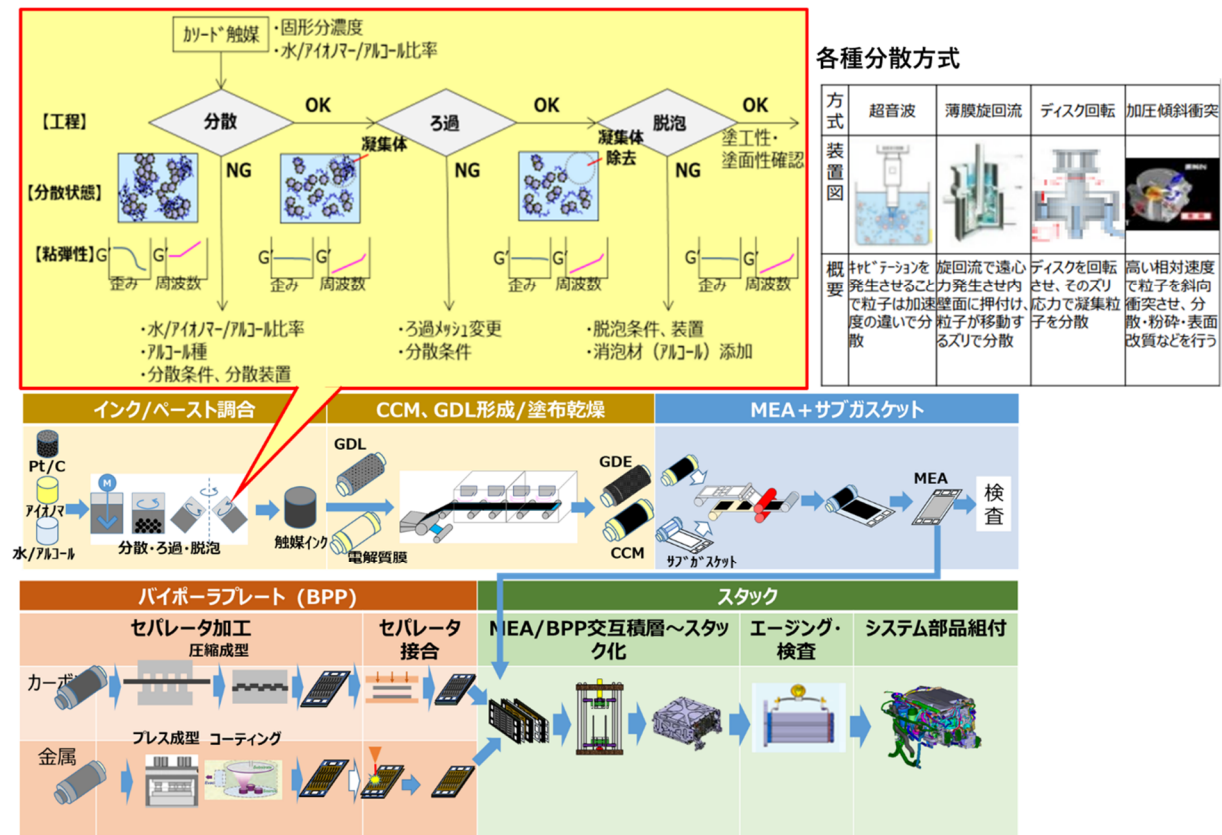 カソード触媒
・固形分濃度
・水/アイオノマー/アルコール比率
【工程】
分散
OK
ろ過
OK
脱泡
OK
塗工性・
塗面性確認
NG
凝集体
NG
凝集体
除去
NG
【分散状態】
【粘弾性】
G’
G’
G’
G’
G’
G’
G’
G’
歪み
周波数
歪み
周波数
歪み
周波数
歪み
周波数
・水/アイオノマー/アルコール比率
・アルコール種
・分散条件、分散装置
・ろ過メッシュ変更
・分散条件
・脱泡条件、装置
・消泡材（アルコール）添加
各種分散方式
方式
超音波
薄膜旋回流
ディスク回転
加圧傾斜衝突
装置図
概要
キャビテーションを
発生させること
で粒子は加速
度の違いで分
散
旋回流で遠心
力発生させ内
壁面に押付け、
粒子が移動す
るズリで分散
ディスクを回転
させ、そのズリ
応力で凝集粒
子を分散
高い相対速度
で粒子を斜向
衝突させ、分
散・粉砕・表面
改質などを行う
インク/ペースト調合
CCM、GDL形成/塗布乾燥
MEA＋サブガスケット
Pt/C
アイオノマ
水/アルコール
M
分散・ろ過・脱泡
触媒インク
GDL
電解質膜
GDE
CCM
サブガスケット
MEA
検査
バイポーラプレート（BPP）
スタック
セパレータ加工
圧縮成型
セパレータ
接合
MEA/BPP交互積層～スタッ
ク化
エージング・
検査
システム部品組付
カーボ
プレス成型
コーティング
金属